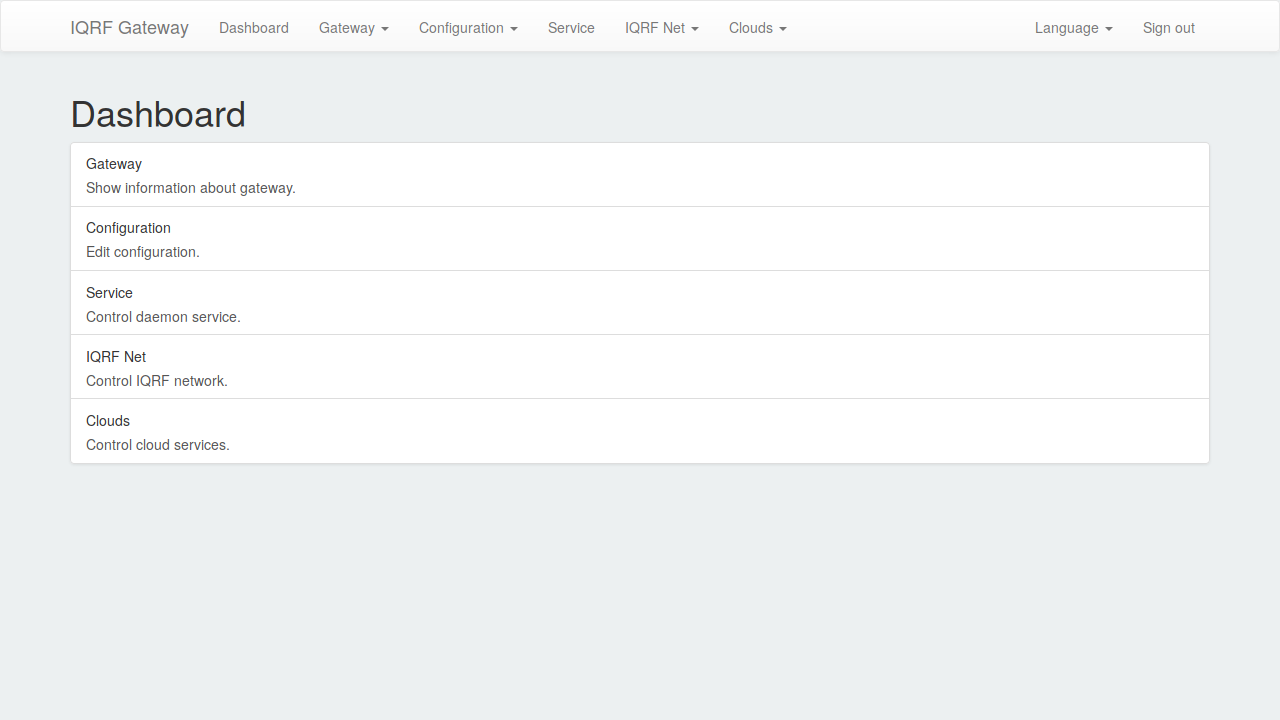 IQRF Gateway Dashboard Gateway Configuration Service IQRF Net Clouds Language Sign out
Dashboard
Gateway
Show information about gateway.
Configuration
Edit configuration.
Service
Control daemon service.
IQRF Net
Control IQRF network.
Clouds
Control cloud services.